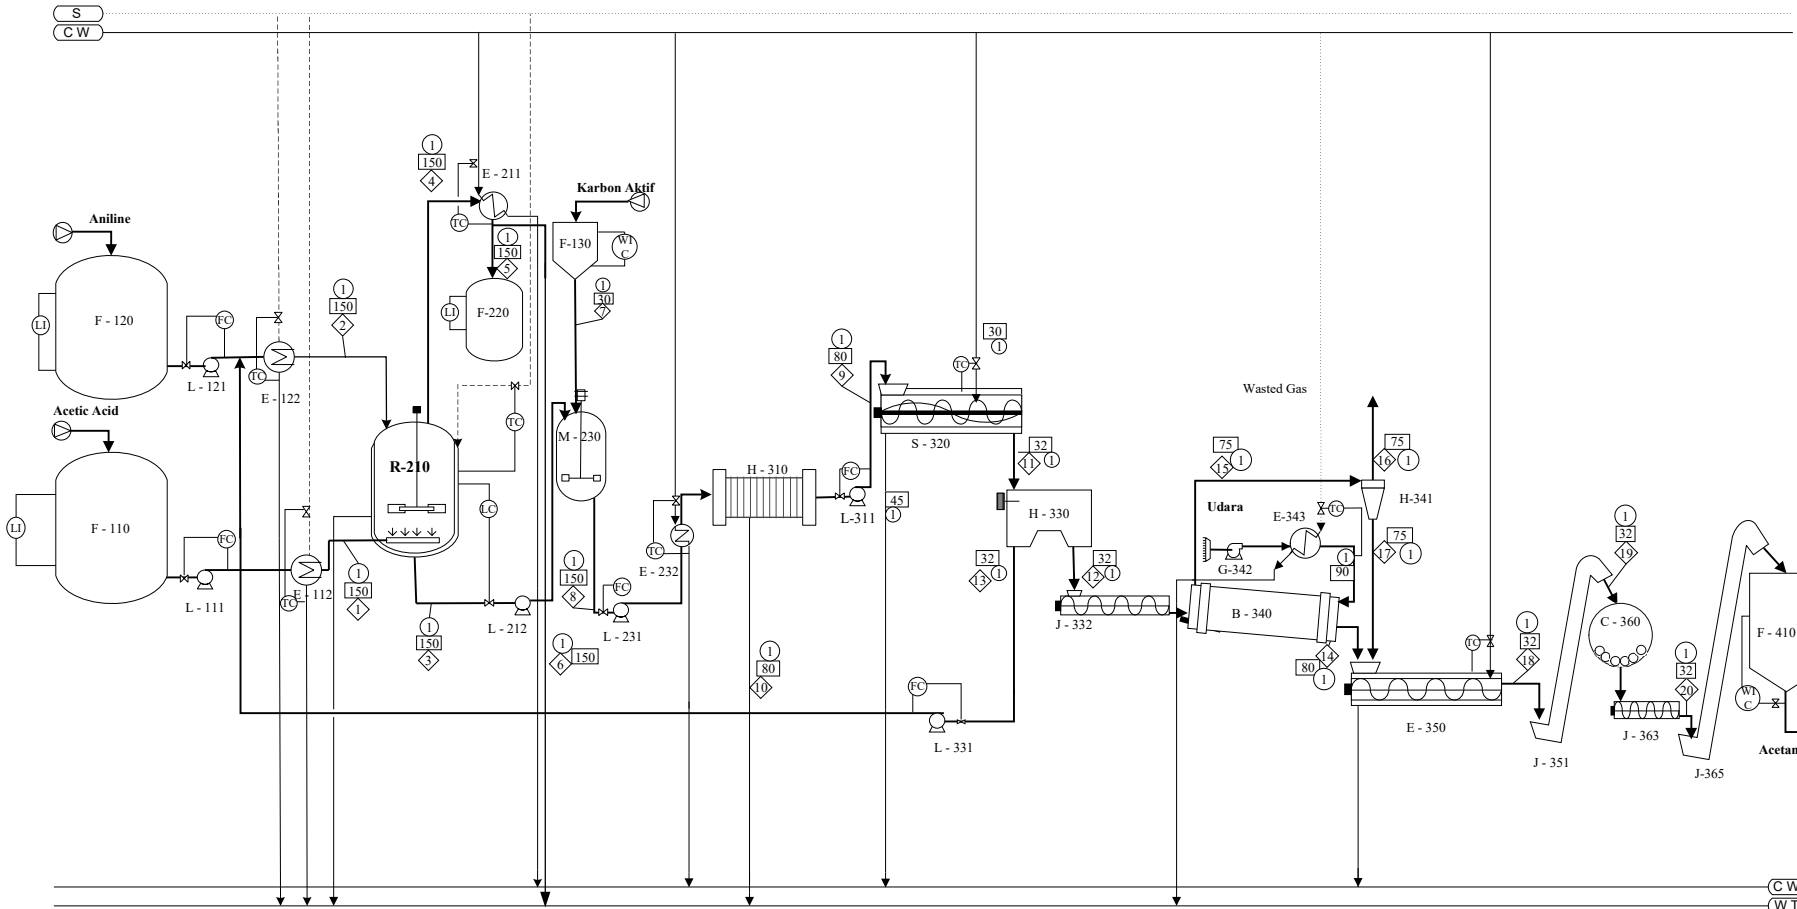 S
C W
1
150
4
E - 211
TC
Karbon Aktif
F-130
WI
C
Aniline
F - 120
LI
FC
L - 121
1
150
2
TC
E - 122
1
150
5
LI
F-220
1
30
7
Acetic Acid
F - 110
LI
FC
L - 111
E - 112
TC
1
150
1
R-210
TC
LC
1
150
3
L - 212
M - 230
1
150
8
FC
L - 231
1
6
150
TC
E - 232
H - 310
1
80
10
FC
L-311
1
80
9
TC
30
1
S - 320
45
1
32
11
1
H - 330
32
13
1
32
12
1
J - 332
FC
L - 331
Wasted Gas
75
15
1
75
16
1
H-341
Udara
E-343
TC
G-342
1
90
75
17
1
B - 340
14
80
1
TC
E - 350
1
32
18
J - 351
1
32
19
C - 360
1
32
20
J - 363
J-365
F - 410
WI
C
Acetan
C W
W T